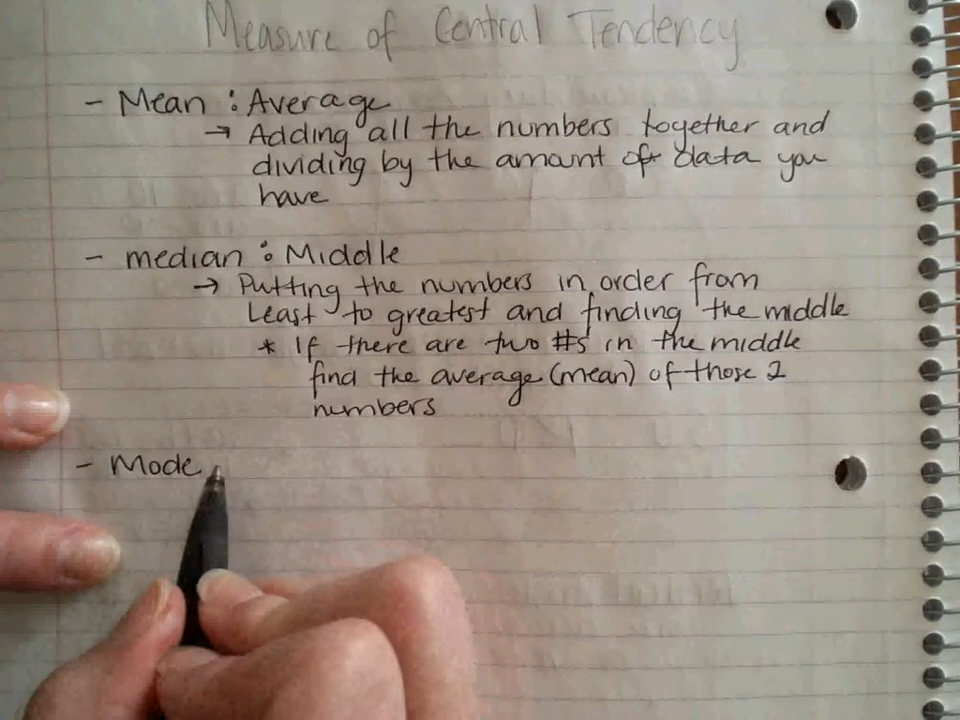 Measure of Central Tendency
- Mean : Average
→ Adding all the numbers together and
dividing by the amount of data you
have
- median : Middle
→ Putting the numbers in order from
Least to greatest and finding the middle
* If there are two #s in the middle
find the average (mean) of those 2
numbers
- Mode